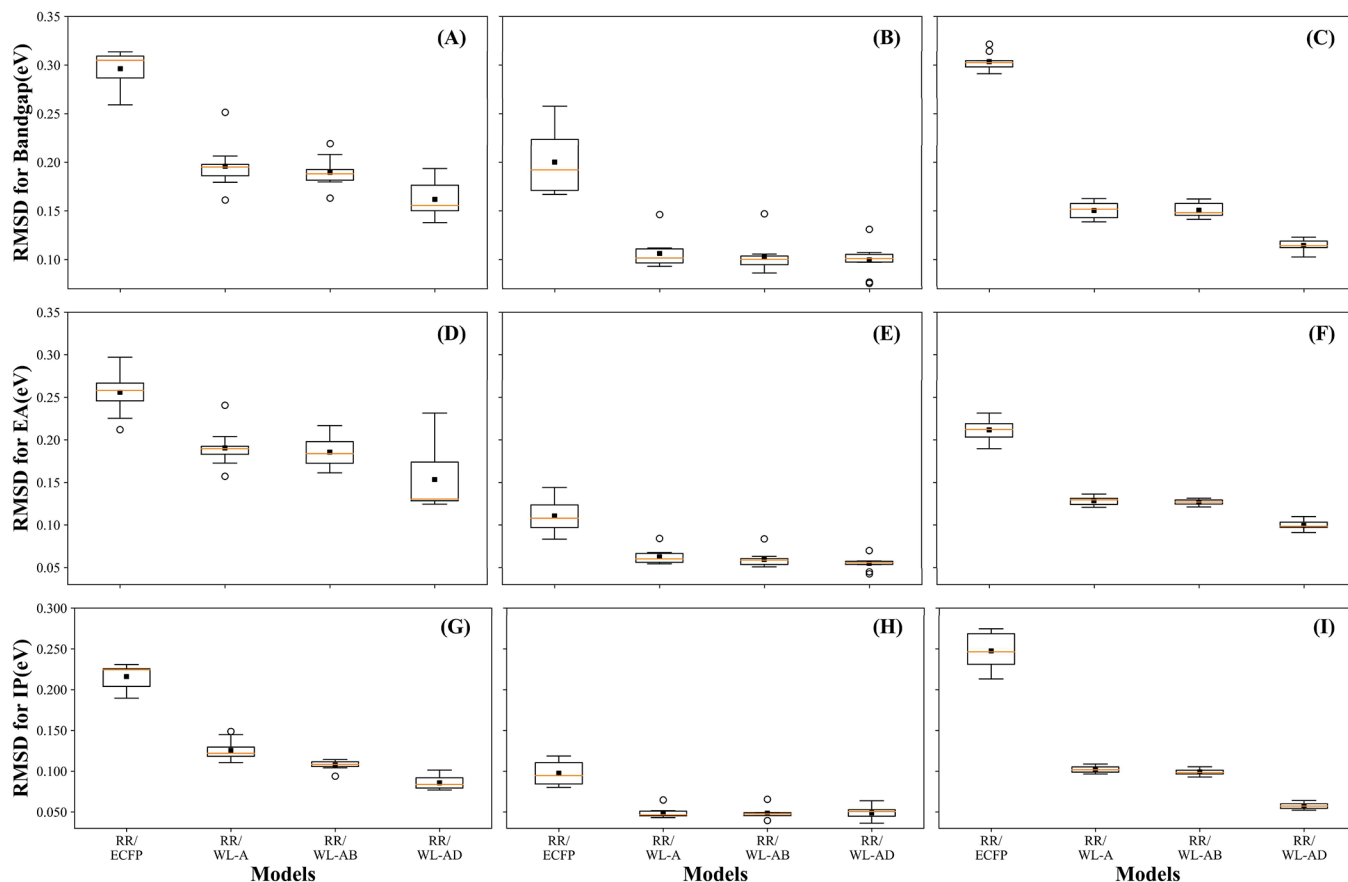 RMSD for Bandgap(eV)
0.35
0.30
0.25
0.20
0.15
0.10
(A)
(B)
(C)
RMSD for EA(eV)
0.35
0.30
0.25
0.20
0.15
0.10
0.05
(D)
(E)
(F)
RMSD for IP(eV)
0.300
0.250
0.200
0.150
0.100
0.050
(G)
(H)
(I)
RR/ RR/ RR/ RR/
ECFP WL-A WL-AB WL-AD
Models
RR/ RR/ RR/ RR/
ECFP WL-A WL-AB WL-AD
Models
RR/ RR/ RR/ RR/
ECFP WL-A WL-AB WL-AD
Models